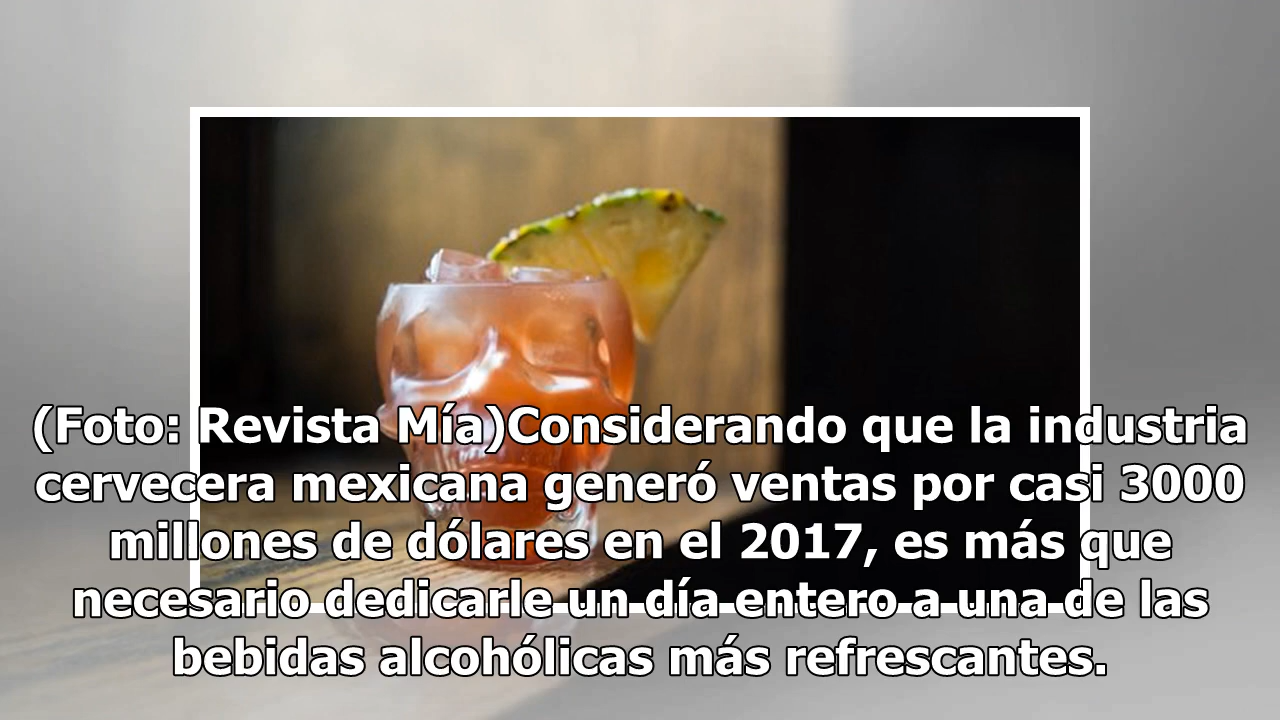 (Foto: Revista Mía)Considerando que la industria
cervecera mexicana generó ventas por casi 3000
millones de dólares en el 2017, es más que
necesario dedicarle un día entero a una de las
bebidas alcohólicas más refrescantes.